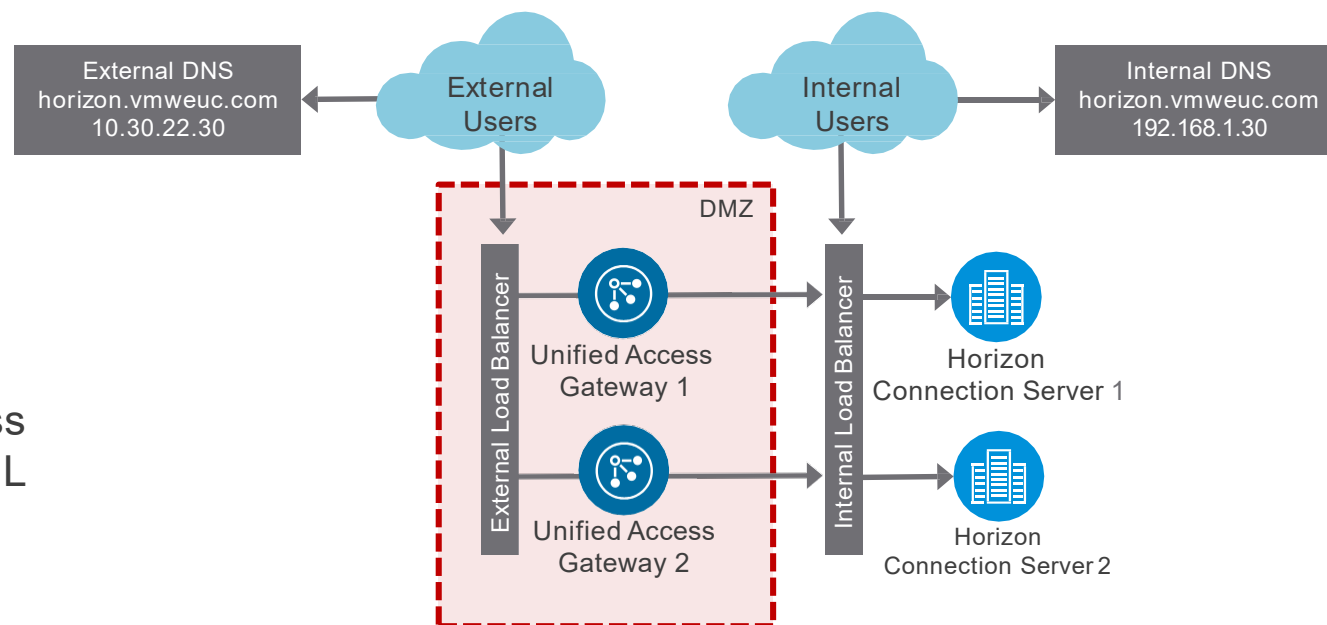 External DNS
horizon.vmweuc.com
10.30.22.30
External
Users
Internal
Users
Internal DNS
horizon.vmweuc.com
192.168.1.30
DMZ
External Load Balancer
Unified Access
Gateway 1
Unified Access
Gateway 2
Internal Load Balancer
Horizon
Connection Server 1
Horizon
Connection Server 2
L